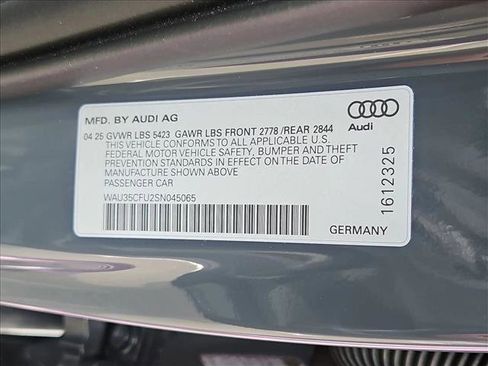 MFD. BY AUDI AG
04 25 GVWR LBS 5423 GAWR LBS FRONT 2778 /REAR 2844
THIS VEHICLE CONFORMS TO ALL APPLICABLE U.S.
FEDERAL MOTOR VEHICLE SAFETY, BUMPER AND THEFT
PREVENTION STANDARDS IN EFFECT ON THE DATE
OF MANUFACTURE SHOWN ABOVE
PASSENGER CAR
WAU35CFU2SN045065
GERMANY
Audi
1612325